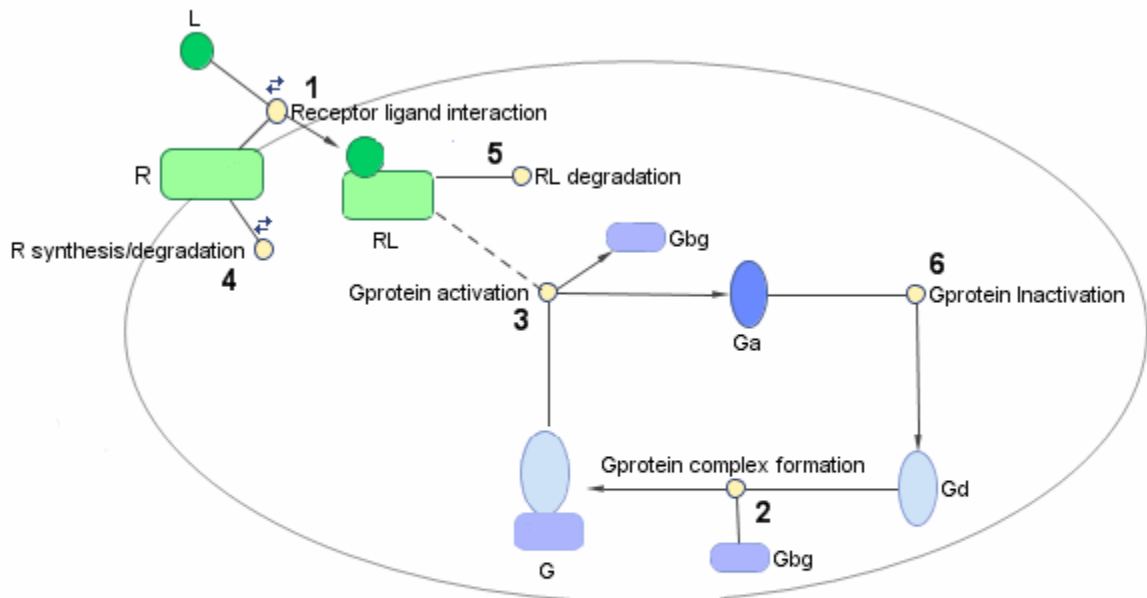 L
1
Receptor ligand interaction
R
5
RL degradation
RL
R synthesis/degradation
4
Gbg
Gprotein activation
3
6
Gprotein Inactivation
Ga
Gprotein complex formation
2
Gd
Gbg
G